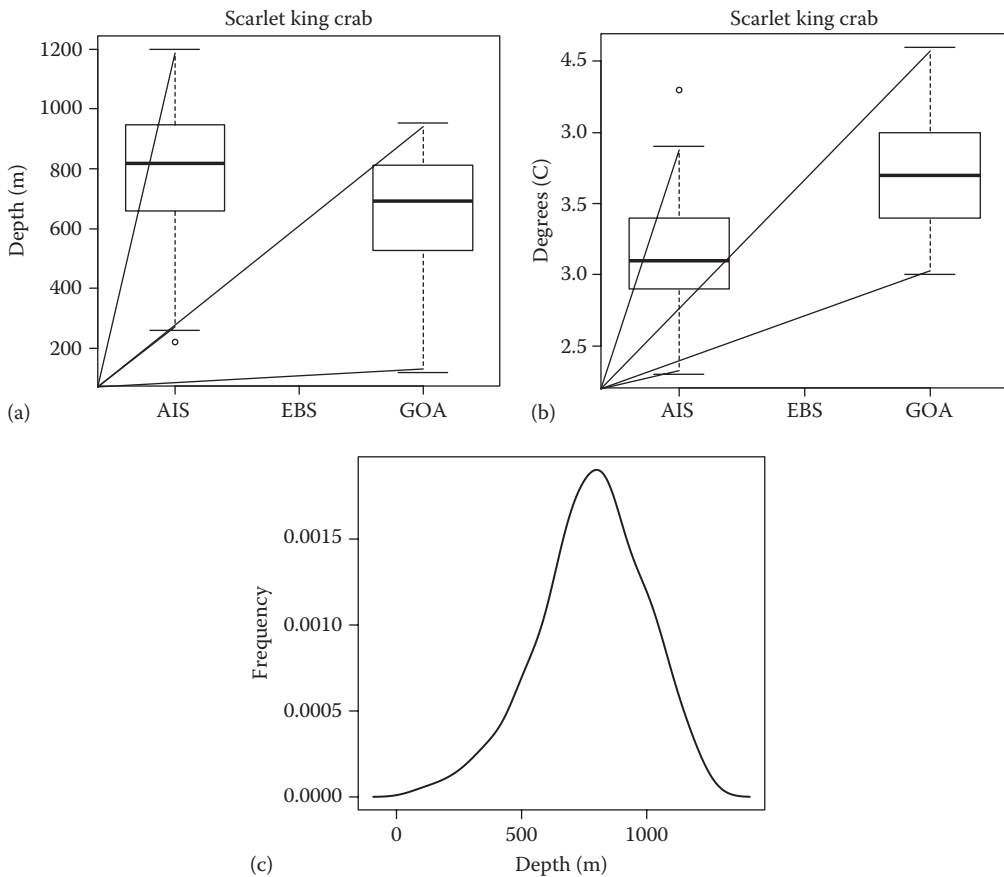 Scarlet king crab
1200
1000
800
600
400
200
Depth (m)
AIS EBS GOA
(a)
Scarlet king crab
4.5
3.0
3.5
3.0
2.5
Degrees (C)
AIS EBS GOA
(b)
0.0015
0.0010
0.0005
0.0000
Frequency
0 500 1000
Depth (m)
(c)